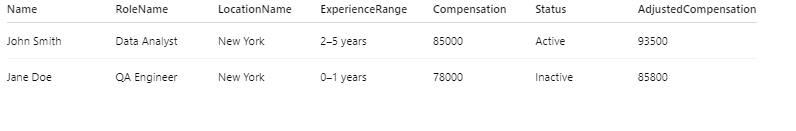 Name RoleName LocationName ExperienceRange Compensation Status AdjustedCompensation
John Smith Data Analyst New York 2–5 years 85000 Active 93500
Jane Doe QA Engineer New York 0–1 years 78000 Inactive 85800